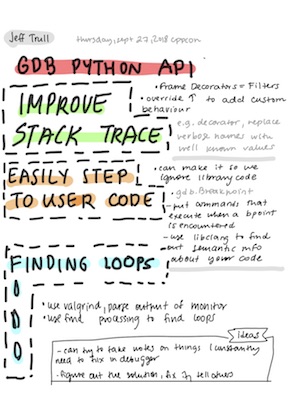 Jeff Trull
thursday, sept 27, 2018 cppcon
GDB PYTHON API
• Frame Decorators = Filters
• override ↑ to add custom
behaviour
IMPROVE
STACK TRACE
e.g. decorator, replace
verbose names with
well known values
EASILY STEP
TO USER CODE
• can make it so we
ignore library code
• gdb.Breakpoint
- put commands that
execute when a bpoint
is encountered
- use libclang to find
out semantic info
about your code
FINDING LOOPS
• use valgrind, parse output of monitor
• use find processing to find loops
Ideas
- can try to take notes on things I constantly
need to fix in debugger
- figure out the solution, fix it, tell others